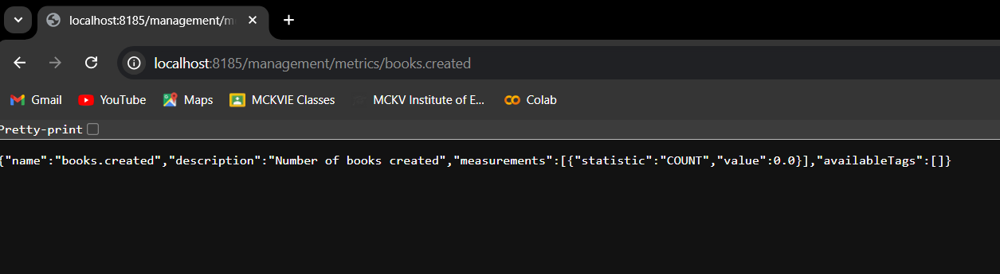 localhost:8185/management/m
localhost:8185/management/metrics/books.created
Gmail YouTube Maps MCKVIE Classes MCKV Institute of E... Colab
Pretty-print
{"name":"books.created","description":"Number of books created","measurements":[{"statistic":"COUNT","value":0.0}],"availableTags":[]}